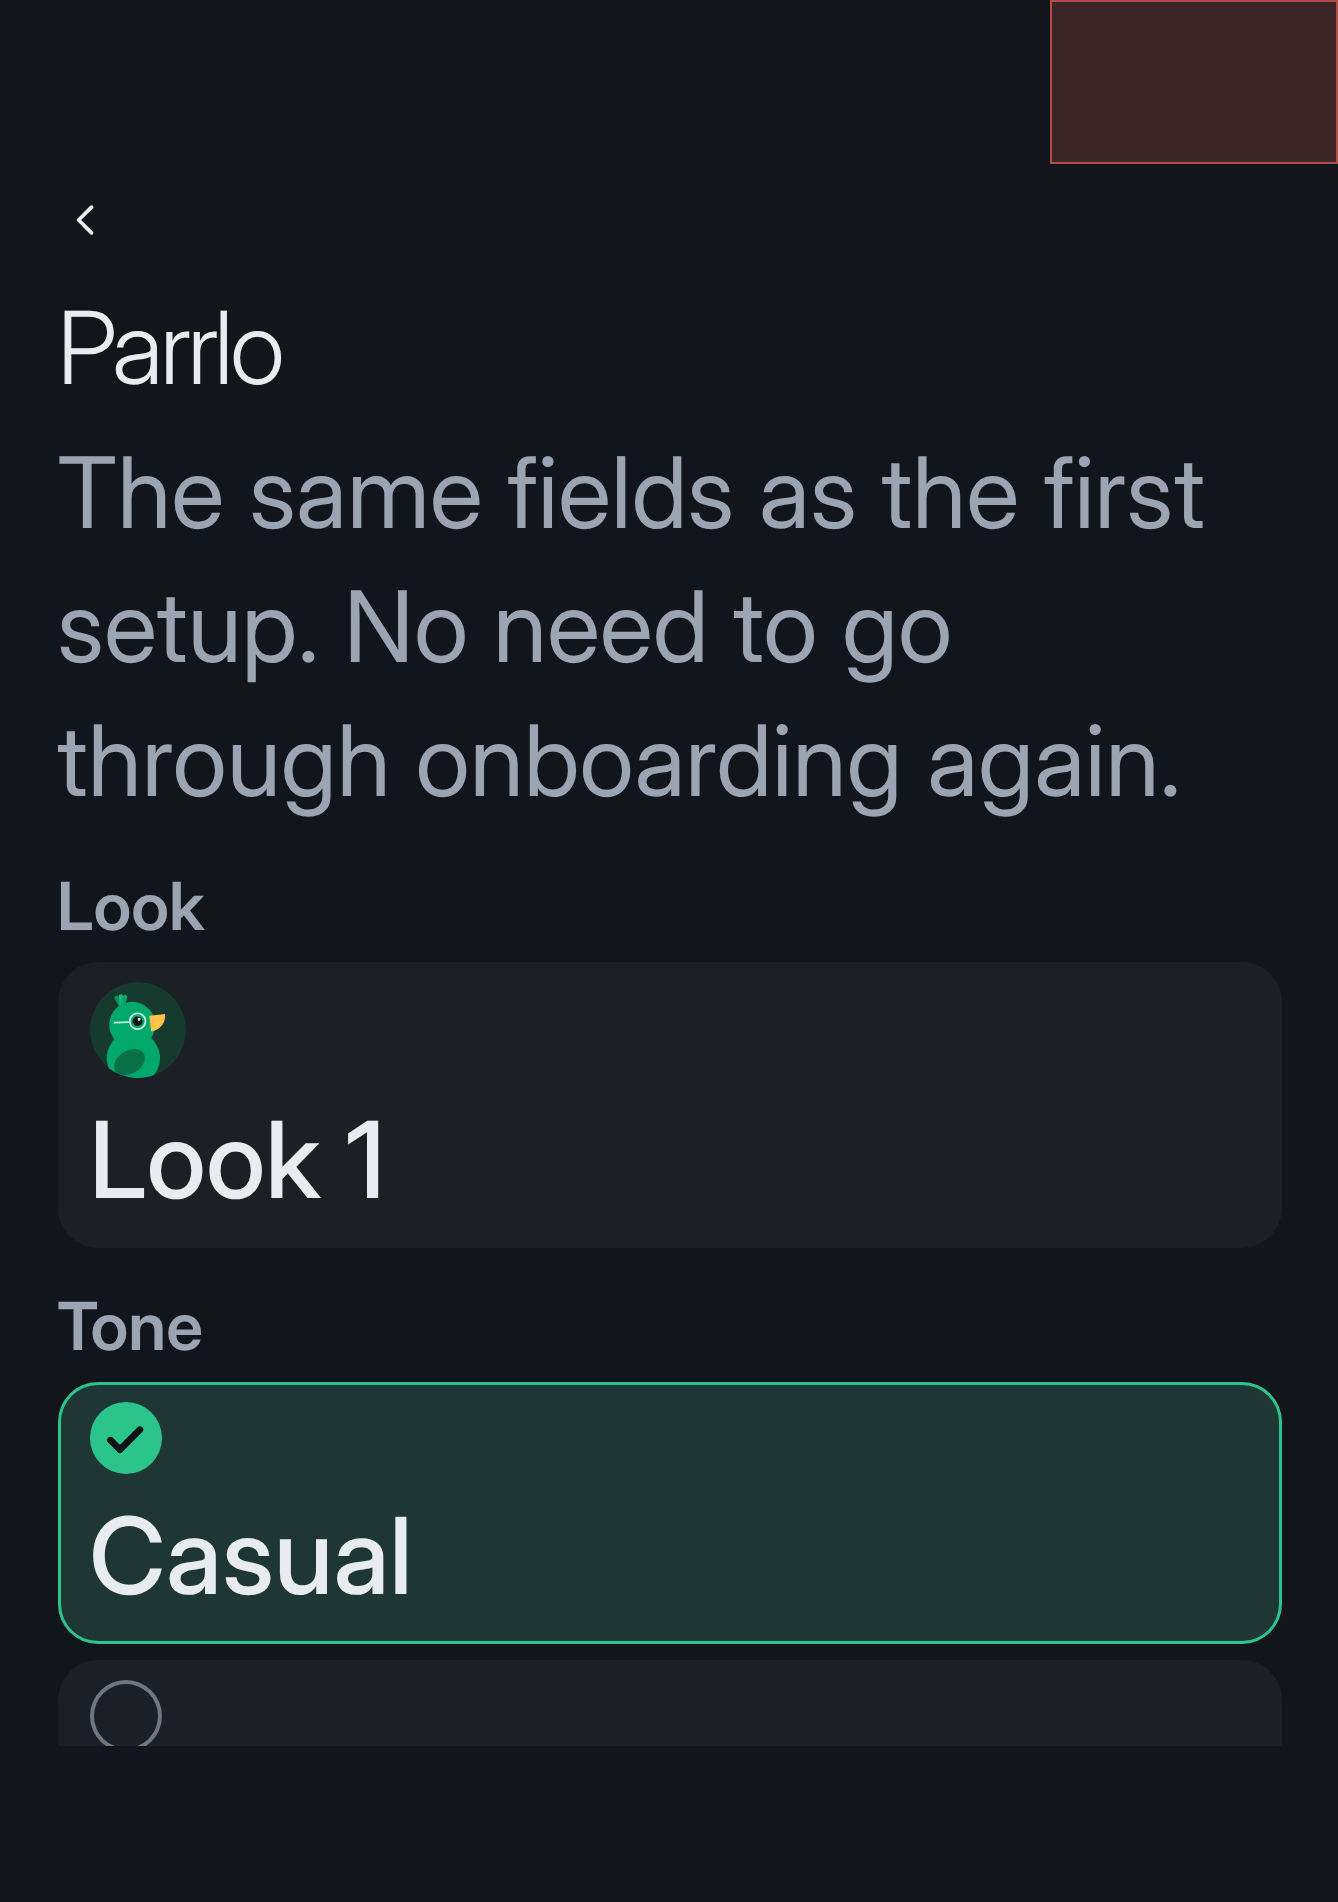 Parrlo
The same fields as the first
setup. No need to go
through onboarding again.
Look
Look 1
Tone
Casual